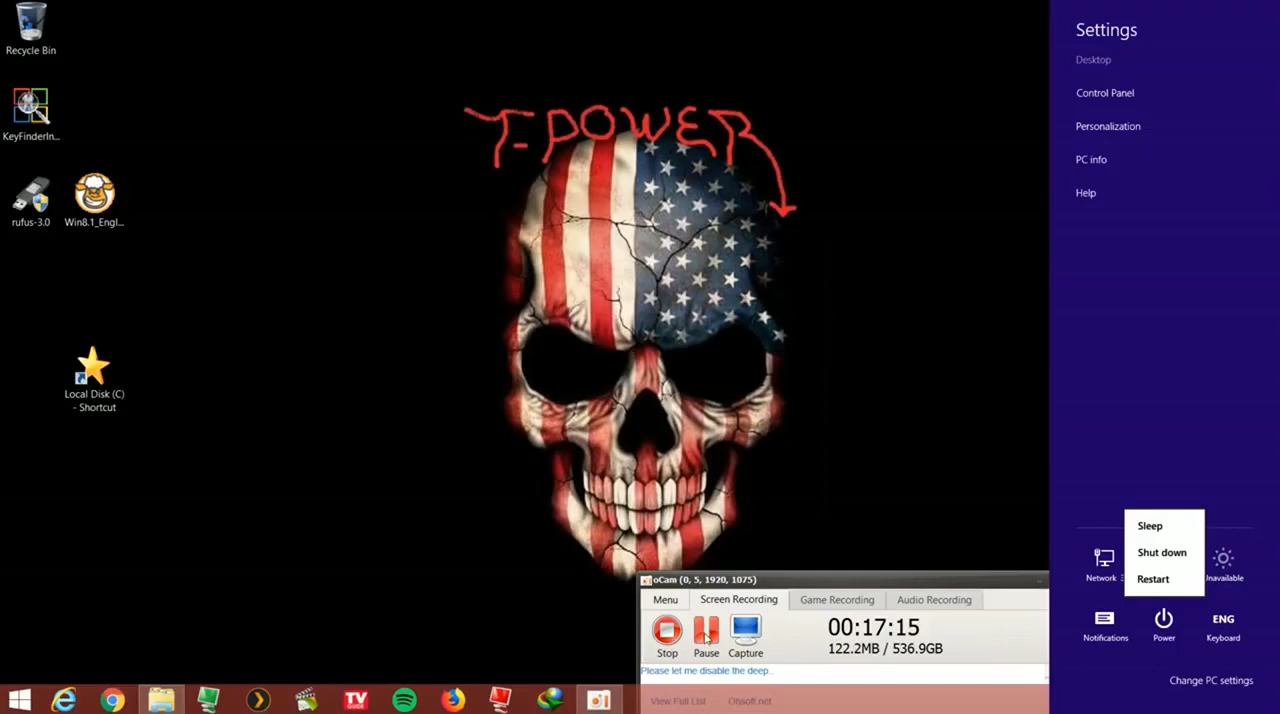 Recycle Bin
KeyFinderIn...
rufus-3.0
Win8.1_Engl...
Local Disk (C)
- Shortcut
T-POWER
Settings
Desktop
Control Panel
Personalization
PC info
Help
Sleep
Shut down
Restart
Network
Unavailable
Notifications
Power
ENG
Keyboard
Change PC settings
oCam (0, 5, 1920, 1075)
Menu
Screen Recording
Game Recording
Audio Recording
Stop
Pause
Capture
00:17:15
122.2MB / 536.9GB
Please let me disable the deep..
View Full List
Ohsoft.net
TV
GUIDE